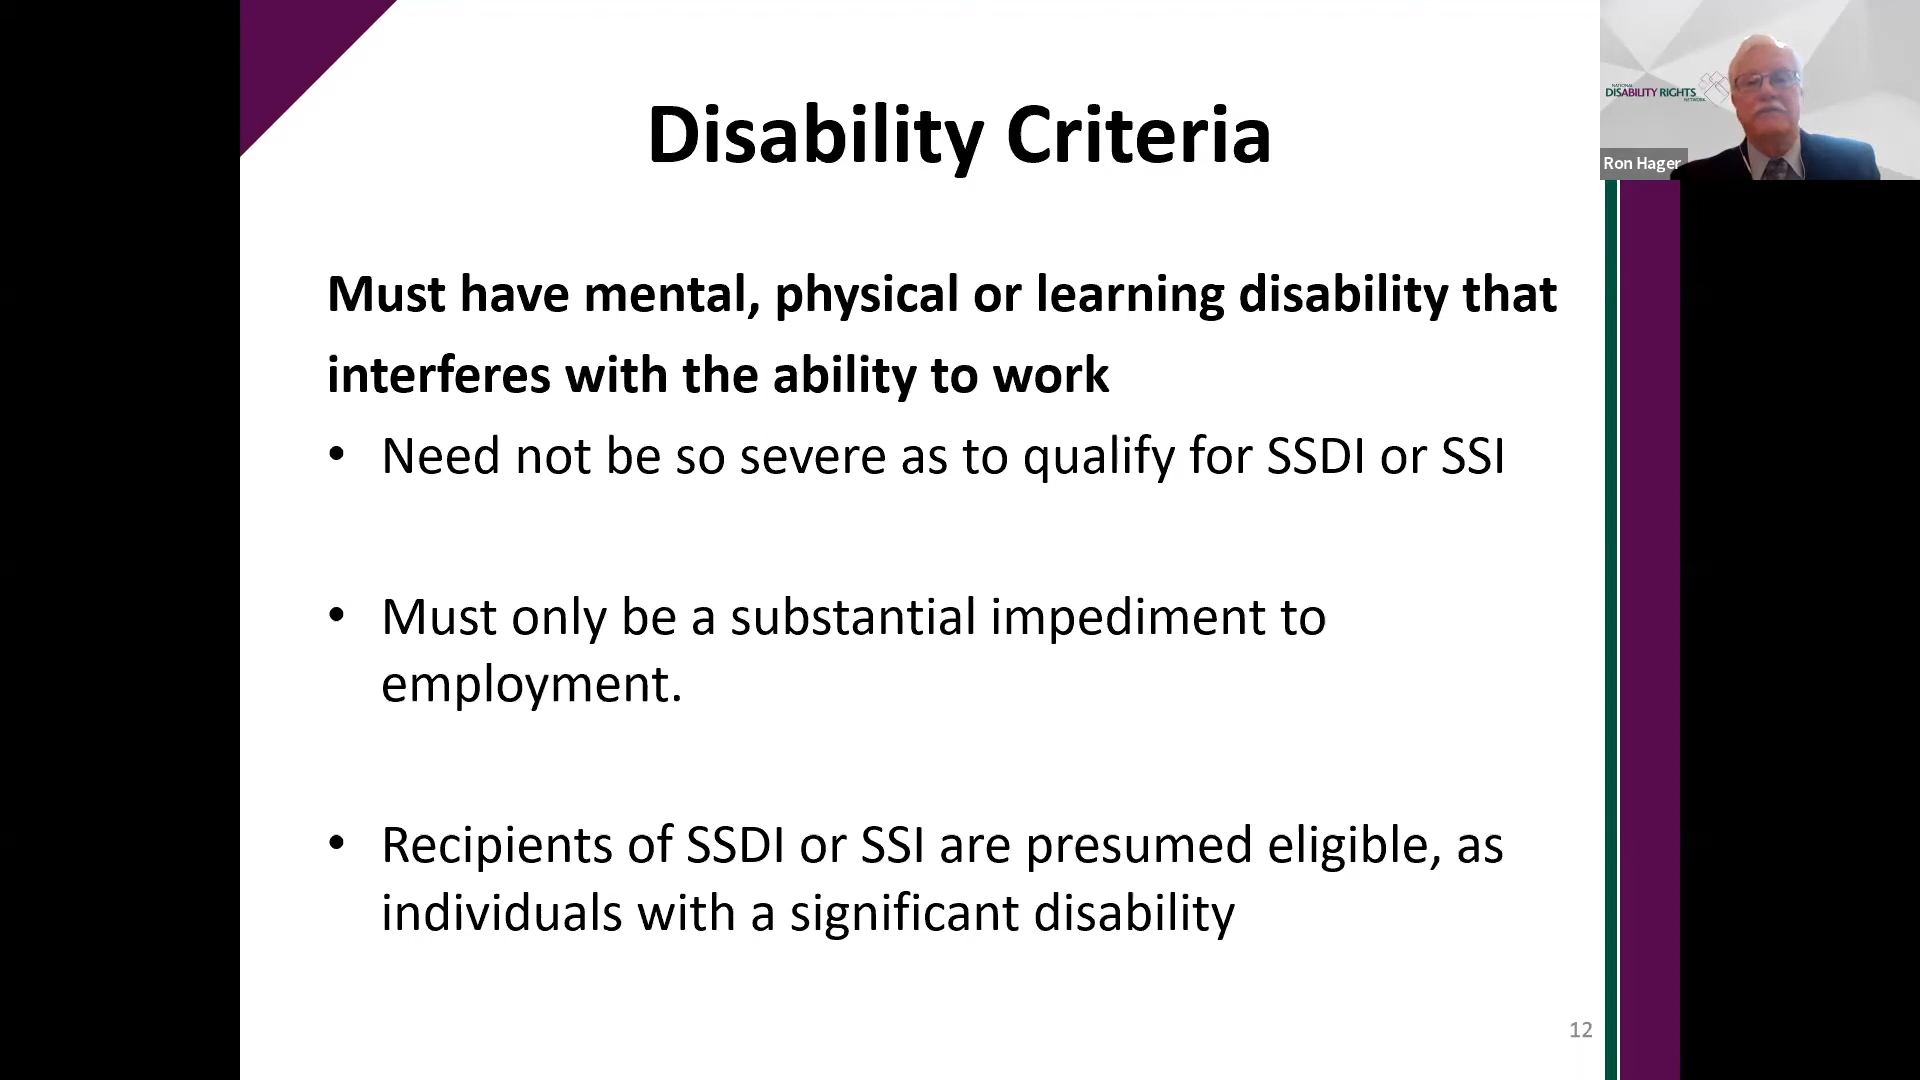 Disability Criteria
NATIONAL
DISABILITY RIGHTS
NETWORK
Ron Hager
Must have mental, physical or learning disability that
interferes with the ability to work
• Need not be so severe as to qualify for SSDI or SSI
• Must only be a substantial impediment to
employment.
• Recipients of SSDI or SSI are presumed eligible, as
individuals with a significant disability
12